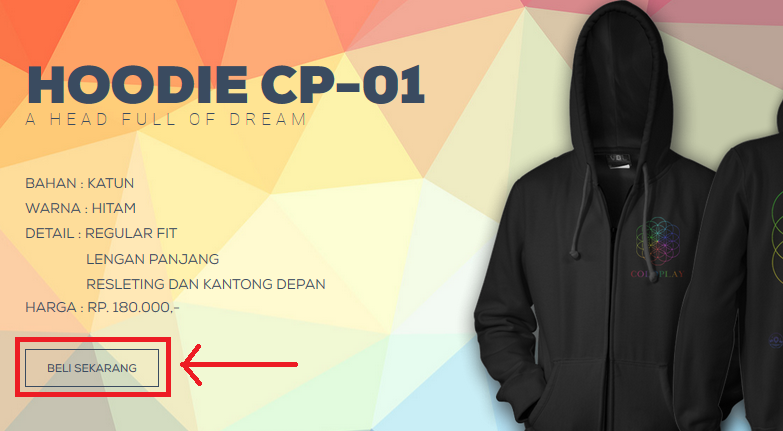 HOODIE CP-01
A HEAD FULL OF DREAM
BAHAN : KATUN
WARNA : HITAM
DETAIL : REGULAR FIT
LENGAN PANJANG
RESLETING DAN KANTONG DEPAN
HARGA : RP. 180.000,-
BELI SEKARANG
COLDPLAY